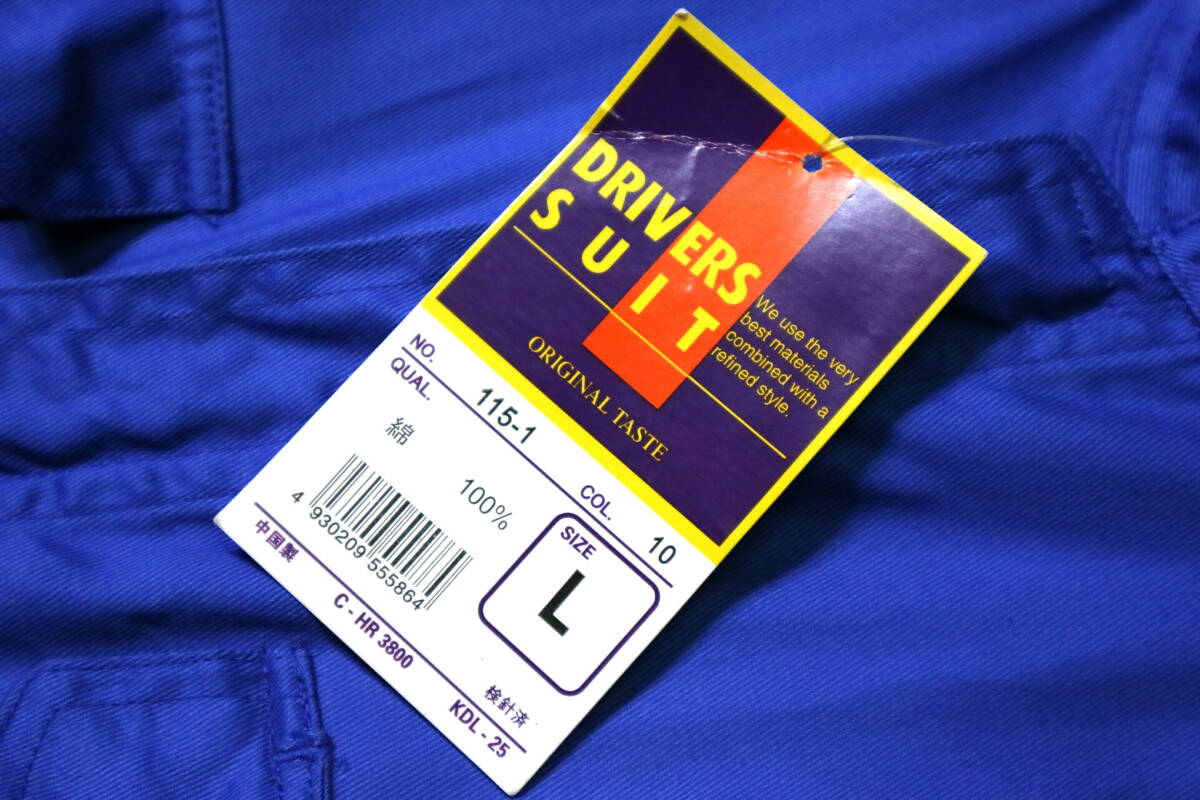 DRIVERS
SUIT
We use the very
best materials
combined with a
refined style.
ORIGINAL TASTE
NO. 115-1 COL. 10
QUAL.
綿 100%
SIZE
L
4 930209 555864
検針済
中国製 C - HR 3800 KDL - 25